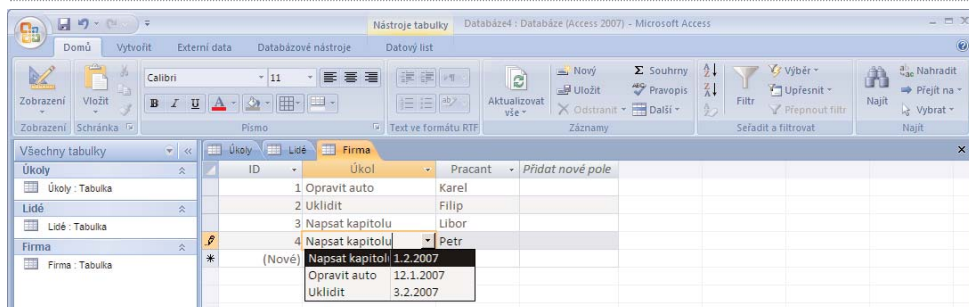 Nástroje tabulky Databáze4 : Databáze (Access 2007) - Microsoft Access
Domů Vytvořit Externí data Databázové nástroje Datový list
Zobrazení
Vložit
Calibri 11
B I U A
Aktualizovat vše
Nový
Uložit
Odstranit
Souhrny
Pravopis
Další
Filtr
Výběr
Upřesnit
Přepnout filtr
Najít
Nahradit
Přejít na
Vybrat
Zobrazení Schránka Písmo Text ve formátu RTF Záznamy Seřadit a filtrovat Najít
Všechny tabulky
Úkoly
Úkoly : Tabulka
Lidé
Lidé : Tabulka
Firma
Firma : Tabulka
Úkoly Lidé Firma
ID Úkol Pracant Přidat nové pole
1 Opravit auto Karel
2 Uklidit Filip
3 Napsat kapitolu Libor
4 Napsat kapitolu Petr
(Nové) Napsat kapitol 1.2.2007
Opravit auto 12.1.2007
Uklidit 3.2.2007